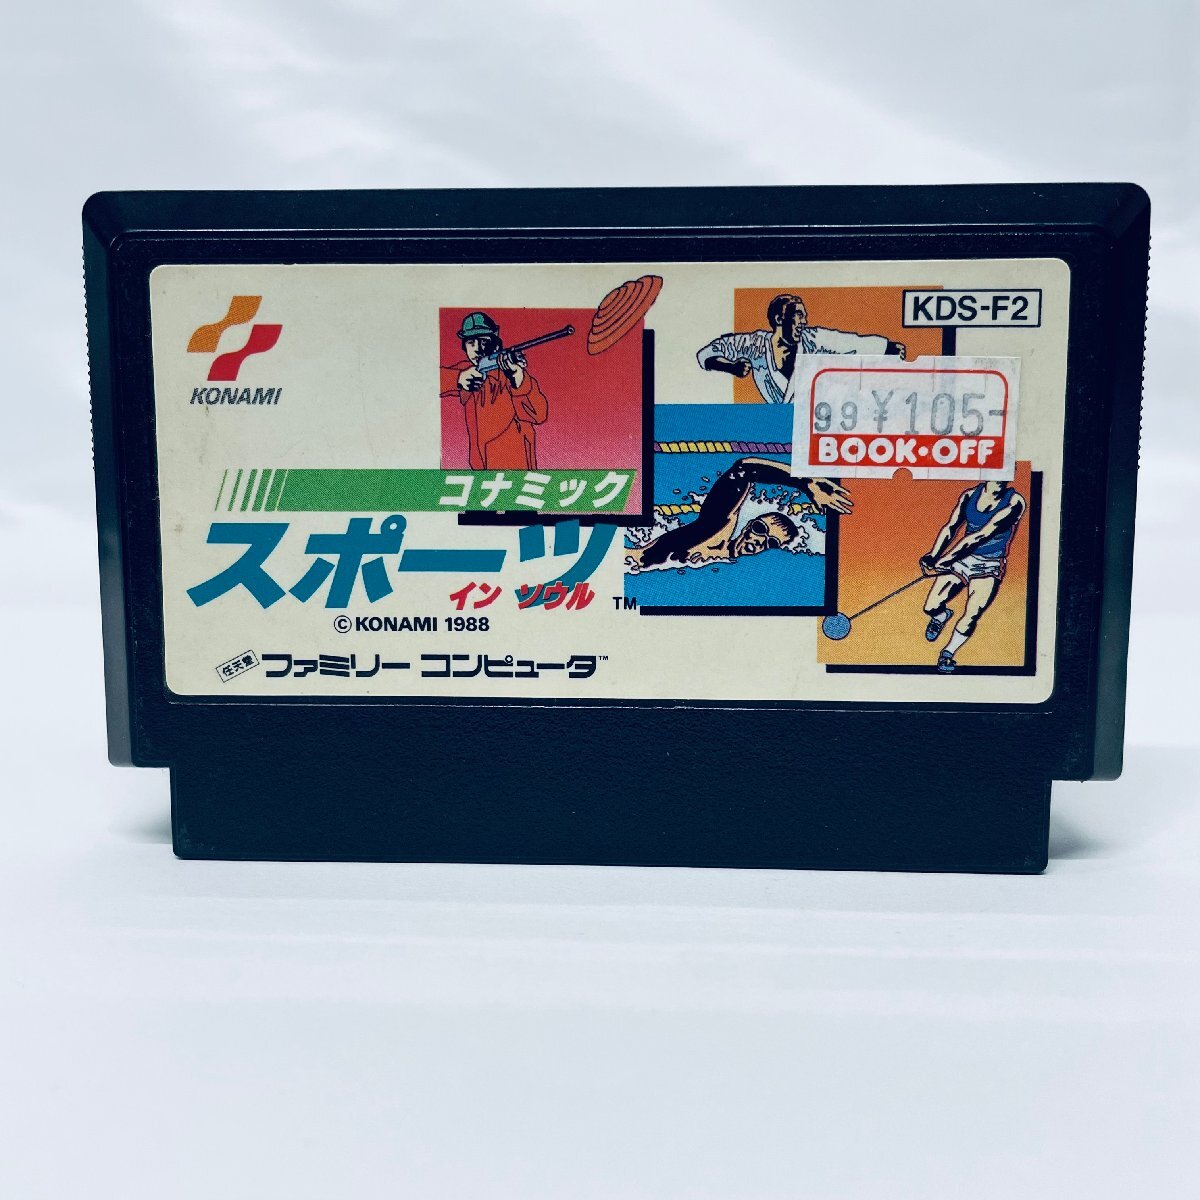 KDS-F2
KONAMI
99 ¥105-
BOOK・OFF
コナミック
スポーツ
イン ソウル TM
© KONAMI 1988
任天堂 ファミリー コンピュータ TM